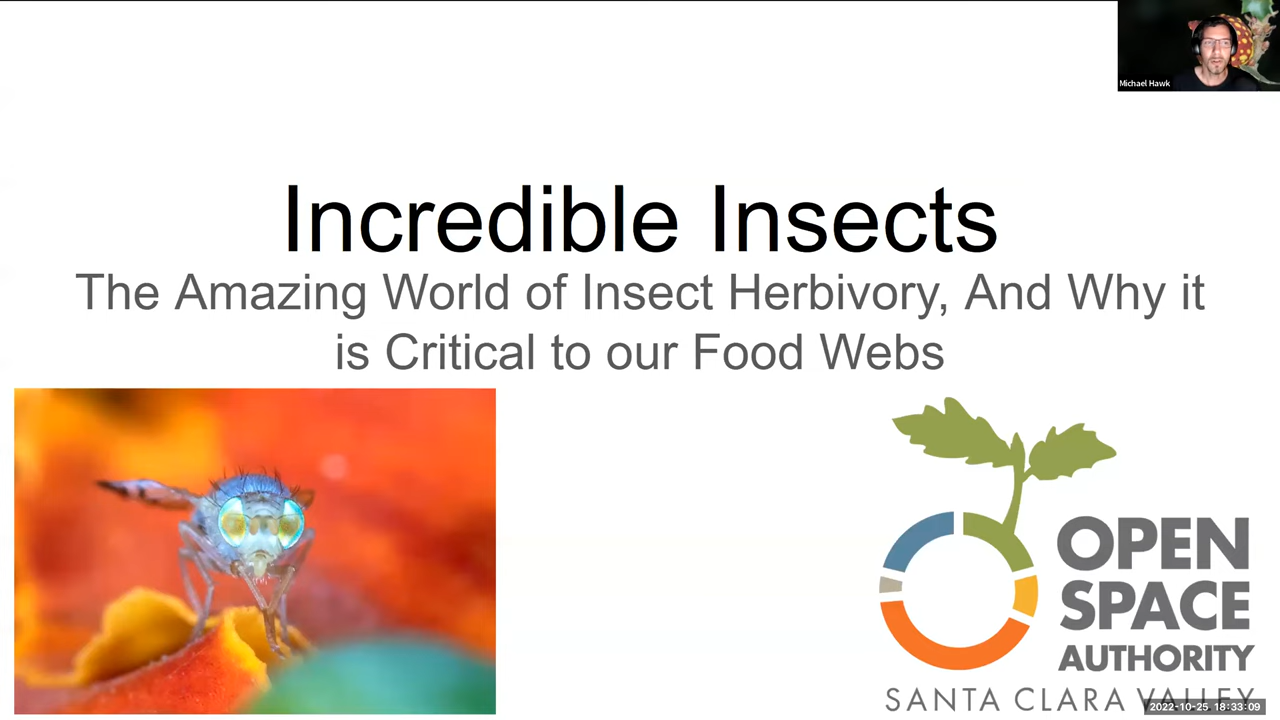 Michael Hawk
Incredible Insects
The Amazing World of Insect Herbivory, And Why it
is Critical to our Food Webs
OPEN
SPACE
AUTHORITY
SANTA CLARA VALLEY
2022-10-25 18:33:09